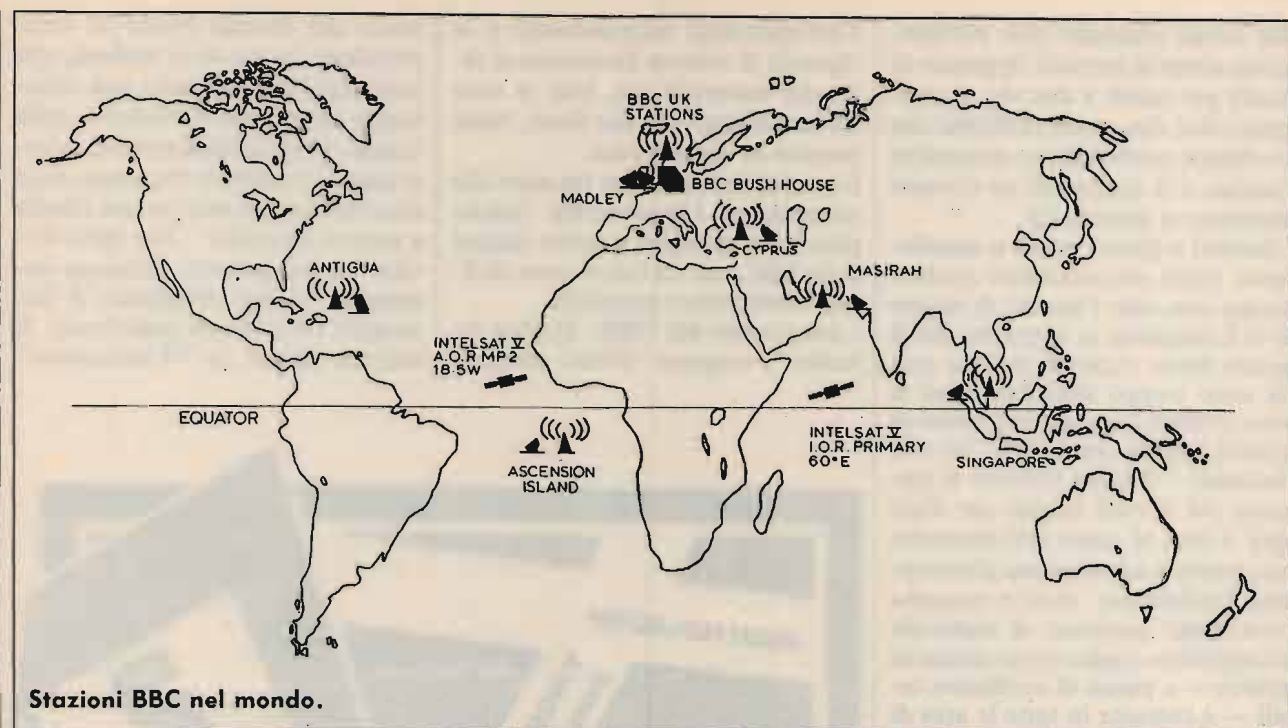 BBC UK
STATIONS
MADLEY
BBC BUSH HOUSE
CYPRUS
ANTIGUA
MASIRAH
INTELSAT V
A.O.R MP2
18·5W
EQUATOR
ASCENSION
ISLAND
INTELSAT V
I.O.R. PRIMARY
60°E
SINGAPORE
Stazioni BBC nel mondo.